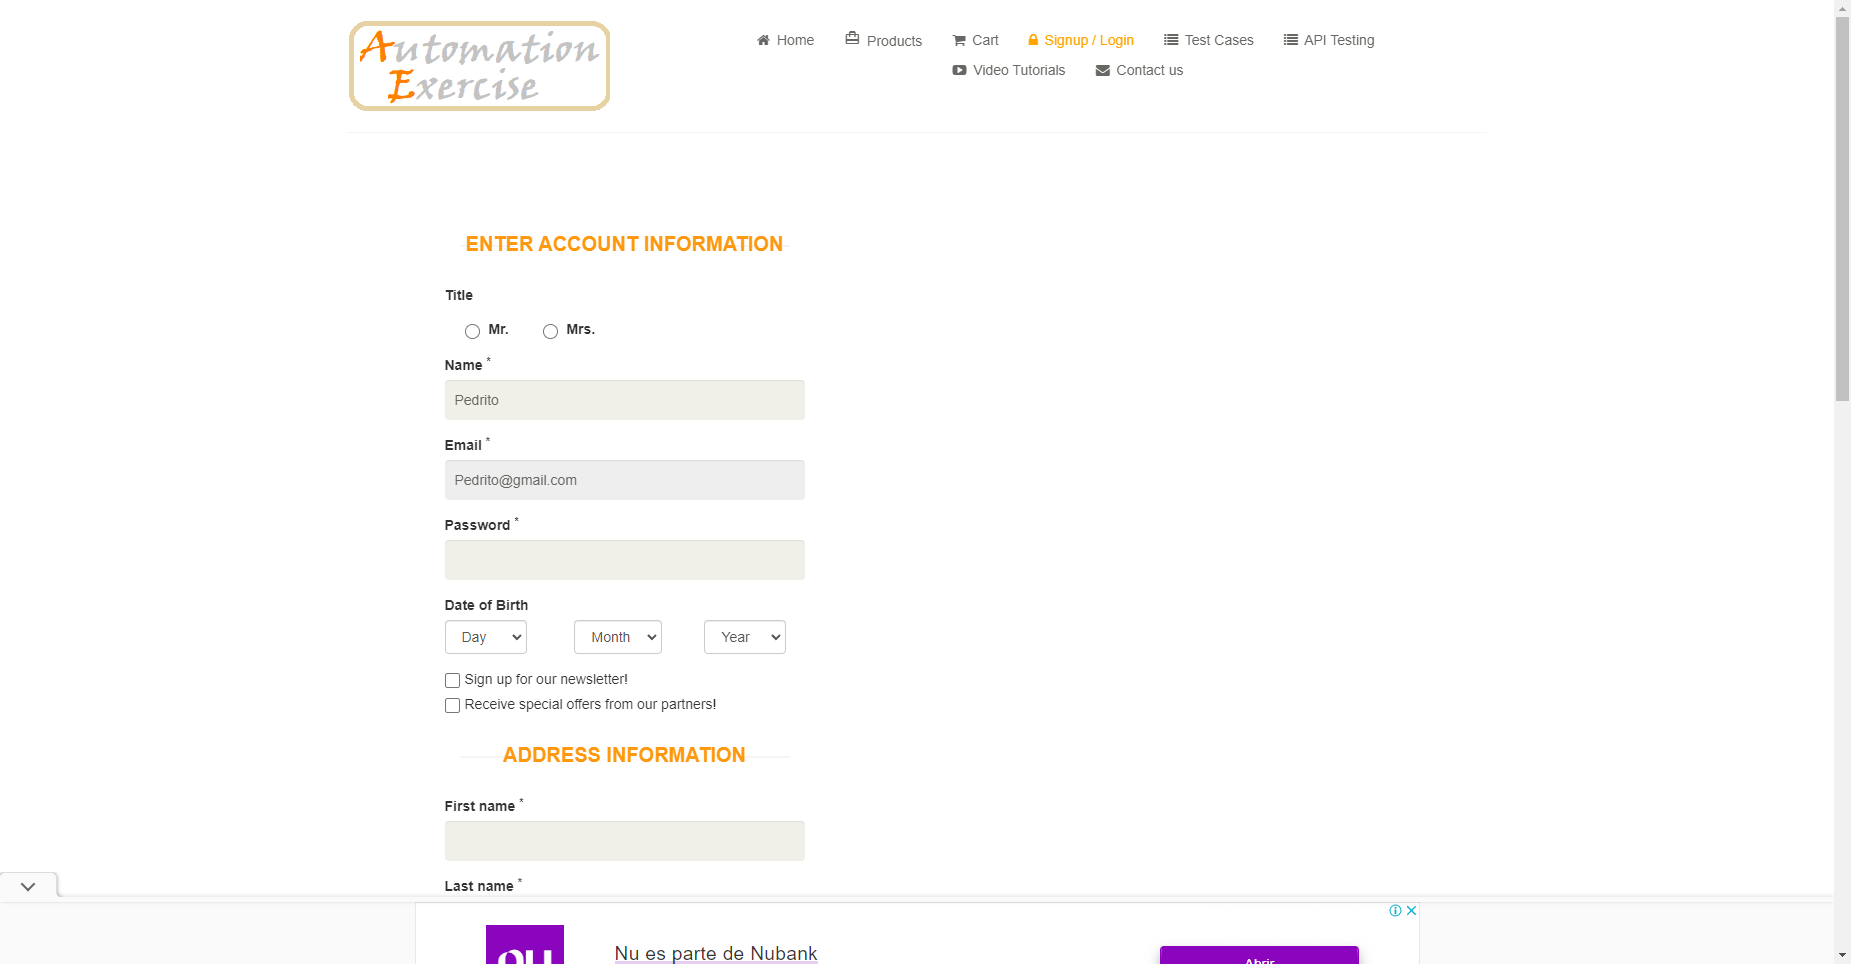 Automation
Exercise
Home
Products
Cart
Signup / Login
Test Cases
API Testing
Video Tutorials
Contact us
ENTER ACCOUNT INFORMATION
Title
Mr.
Mrs.
Name *
Pedrito
Email *
Pedrito@gmail.com
Password *
Date of Birth
Day
Month
Year
Sign up for our newsletter!
Receive special offers from our partners!
ADDRESS INFORMATION
First name *
Last name *
nu
Nu es parte de Nubank
Abrir